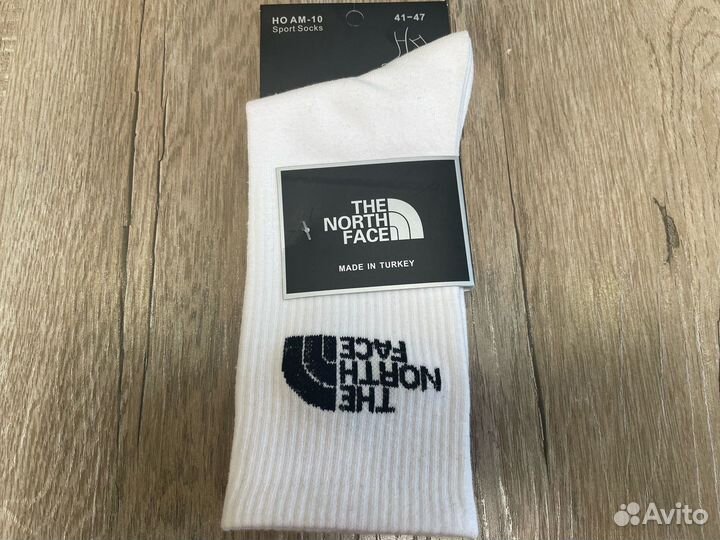 HO AM-10
Sport Socks
41-47
THE
NORTH
FACE
MADE IN TURKEY
THE
NORTH
FACE
Avito